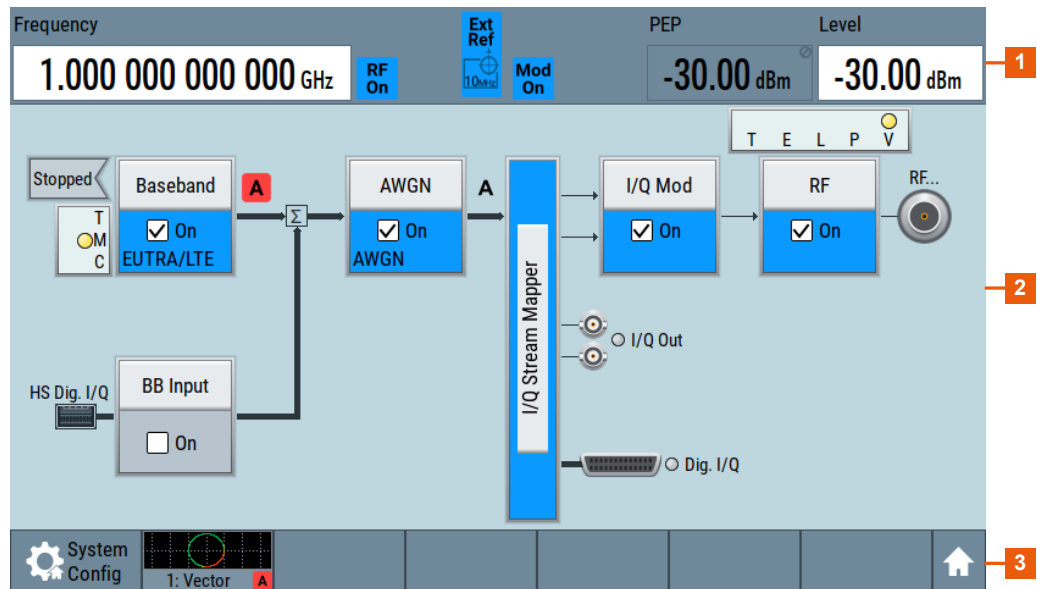 Frequency
1.000 000 000 000 GHz
RF
On
Ext
Ref
10MHz
Mod
On
PEP
-30.00 dBm
Level
-30.00 dBm
1
T E L P V
Stopped
T
M
C
Baseband
On
EUTRA/LTE
A
Σ
AWGN
On
AWGN
A
I/Q Stream Mapper
I/Q Mod
On
RF
On
RF...
2
I/Q Out
HS Dig. I/Q
BB Input
On
Dig. I/Q
System
Config
1: Vector
A
3